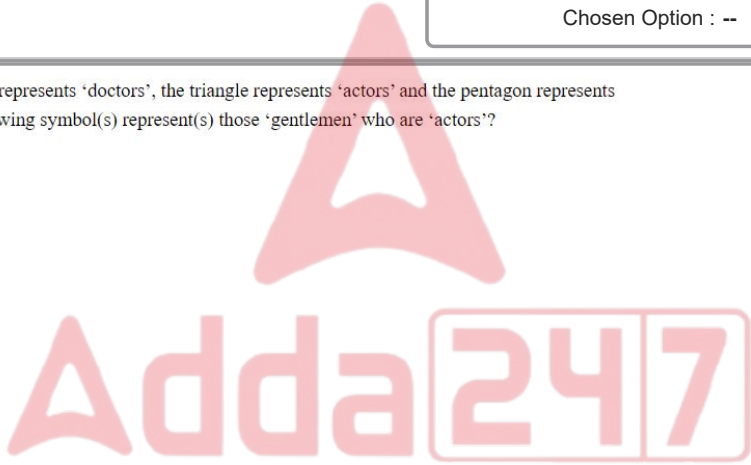 Chosen Option : --
represents ‘doctors’, the triangle represents ‘actors’ and the pentagon represents
wing symbol(s) represent(s) those ‘gentlemen’ who are ‘actors’?
Adda247